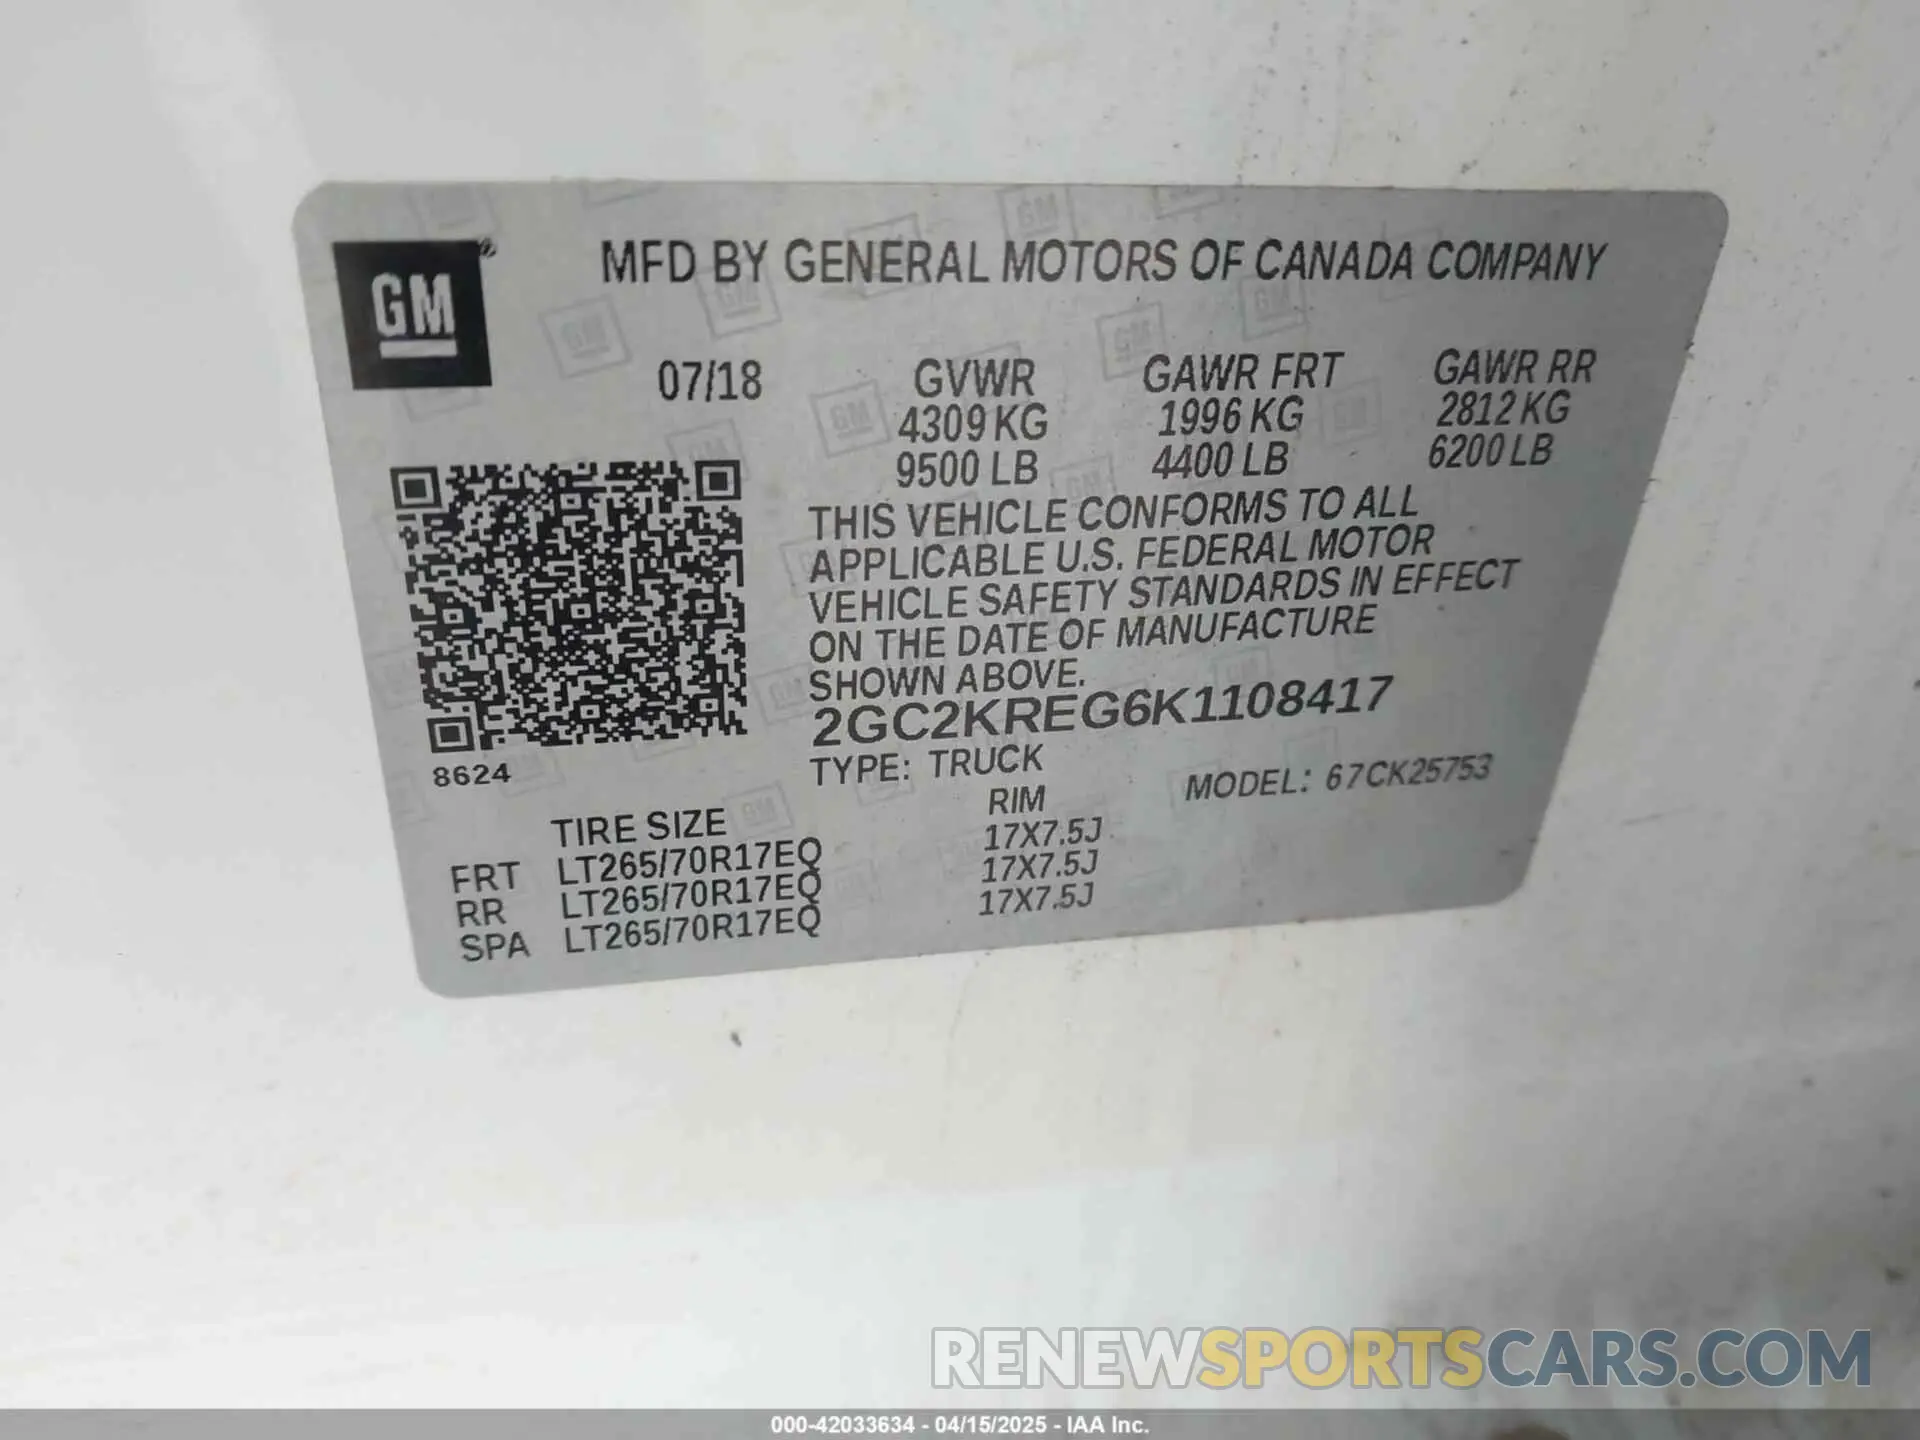 GM®
MFD BY GENERAL MOTORS OF CANADA COMPANY
07/18 GVWR GAWR FRT GAWR RR
4309 KG 1996 KG 2812 KG
9500 LB 4400 LB 6200 LB
THIS VEHICLE CONFORMS TO ALL
APPLICABLE U.S. FEDERAL MOTOR
VEHICLE SAFETY STANDARDS IN EFFECT
ON THE DATE OF MANUFACTURE
SHOWN ABOVE.
2GC2KREG6K1108417
8624
TYPE: TRUCK MODEL: 67CK25753
TIRE SIZE RIM
FRT LT265/70R17EQ 17X7.5J
RR LT265/70R17EQ 17X7.5J
SPA LT265/70R17EQ 17X7.5J
RENEWSPORTSCARS.COM
000-42033634 - 04/15/2025 - IAA Inc.